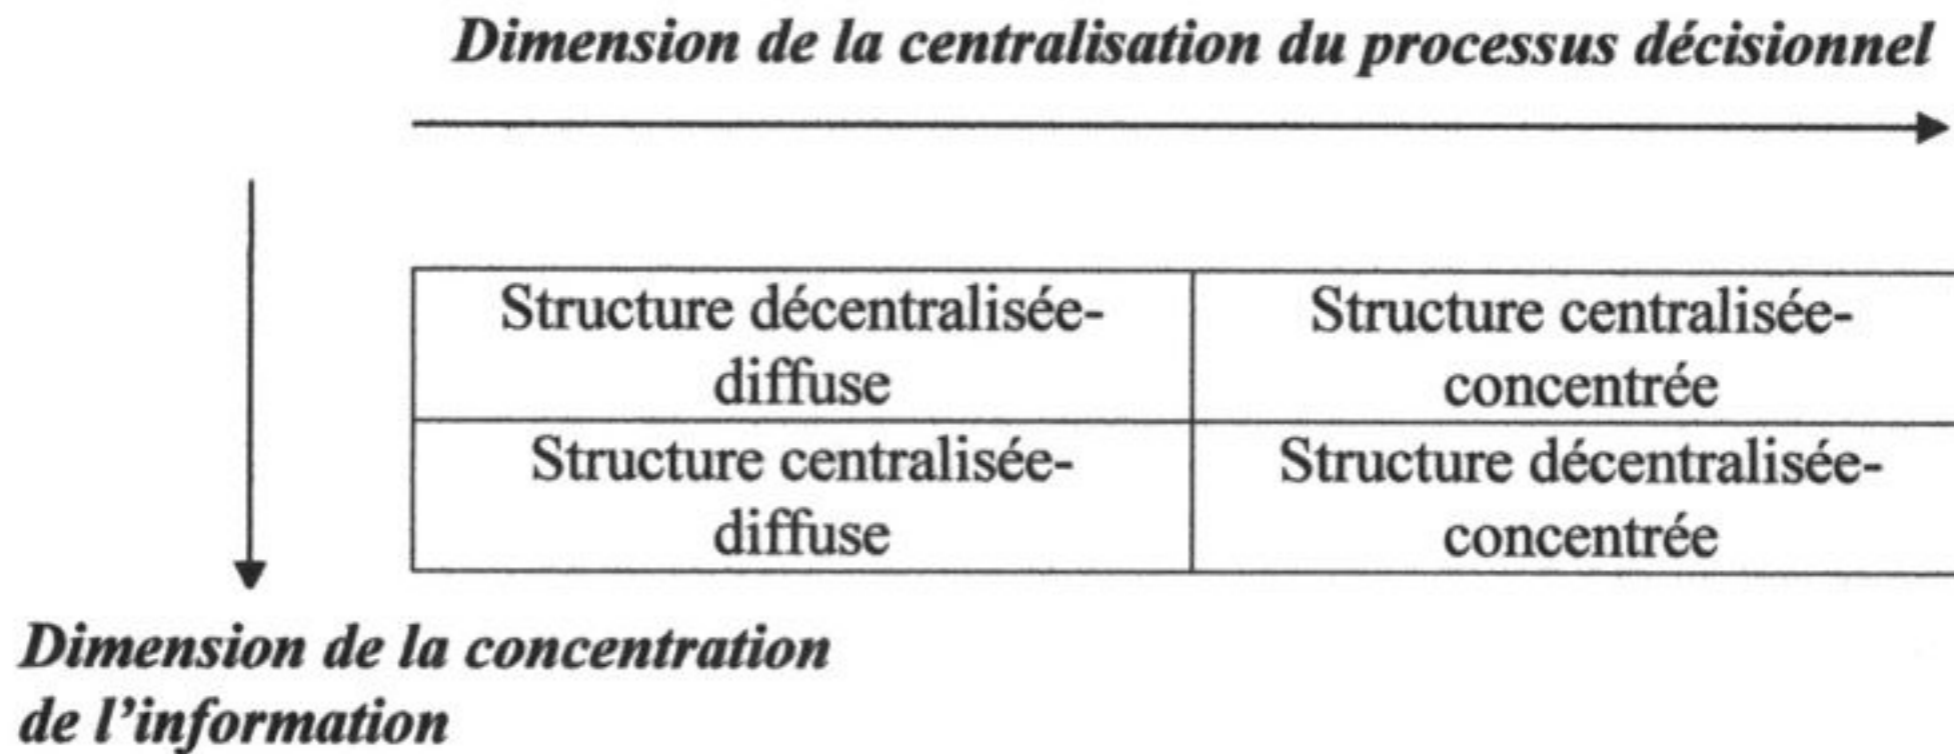 Dimension de la centralisation du processus décisionnel
Structure décentralisée-
diffuse
Structure centralisée-
concentrée
Structure centralisée-
diffuse
Structure décentralisée-
concentrée
Dimension de la concentration
de l'information